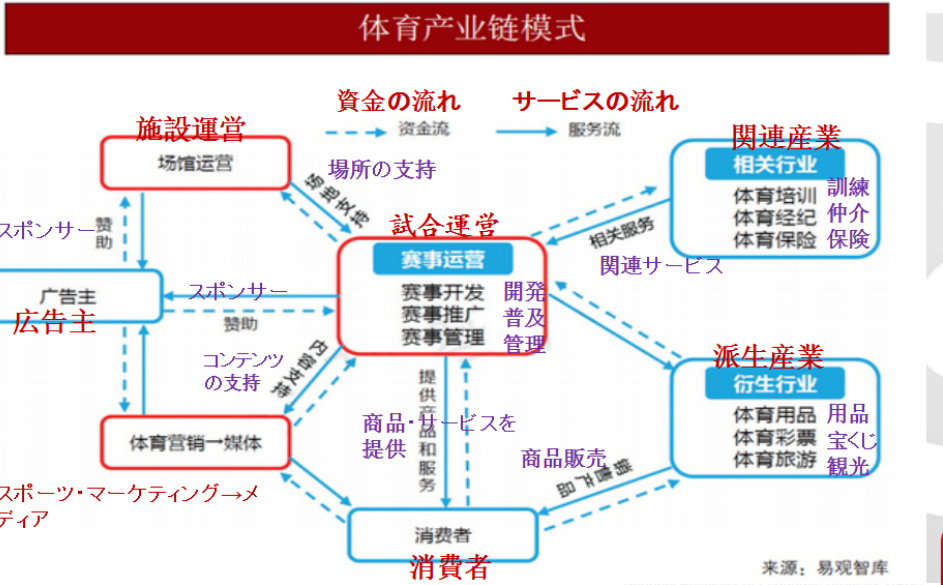 体育产业链模式
資金の流れ
サービスの流れ
资金流
服务流
施設運営
场馆运营
場所の支持
场地支持
関連産業
相关行业
体育培训
訓練
体育经纪
仲介
体育保险
保険
相关服务
関連サービス
スポンサー
赞助
試合運営
赛事运营
赛事开发
開発
赛事推广
普及
赛事管理
管理
广告主
広告主
スポンサー
赞助
コンテンツ
の支持
内容支持
派生産業
衍生行业
体育用品
用品
体育彩票
宝くじ
体育旅游
観光
提供产品和服务
商品・サービスを
提供
商品販売
销售产品
体育营销→媒体
スポーツ・マーケティング→メ
ディア
消费者
消費者
来源：易观智库